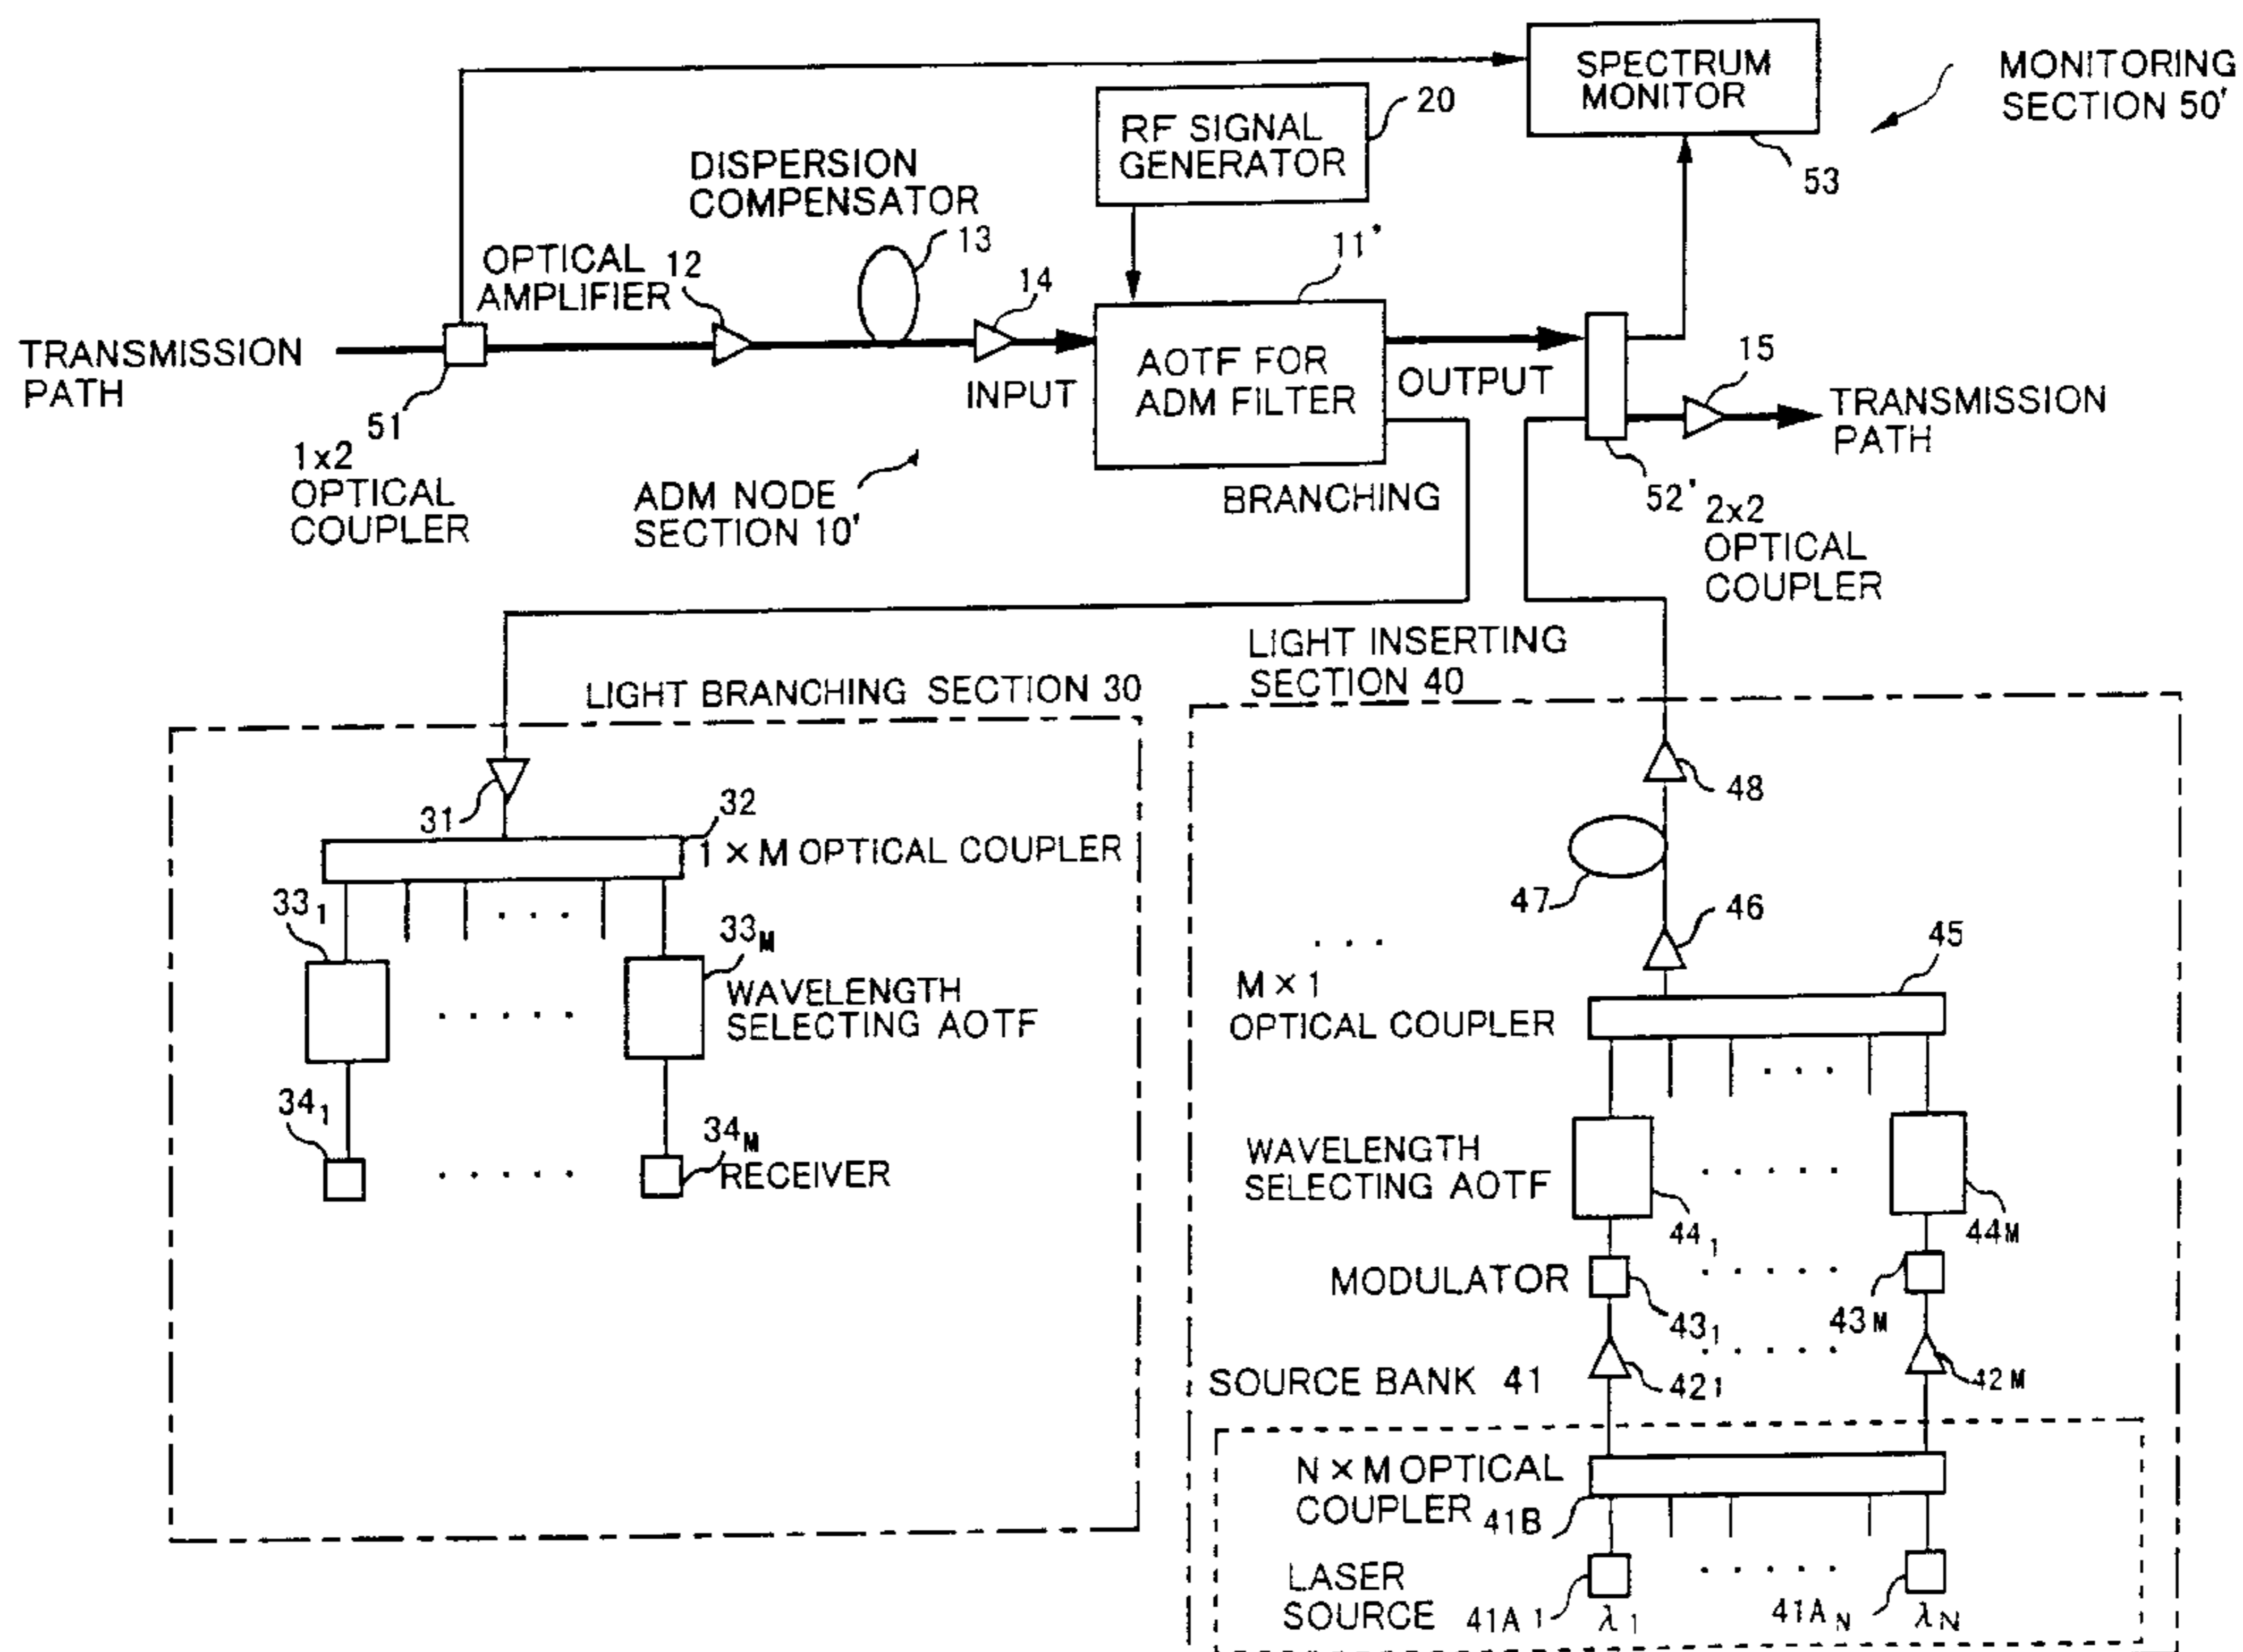 SPECTRUM
MONITOR
MONITORING
SECTION 50'
20
RF SIGNAL
GENERATOR
53
DISPERSION
COMPENSATOR
13
11'
OPTICAL
AMPLIFIER
12
14
TRANSMISSION
PATH
51
INPUT
AOTF FOR
ADM FILTER
OUTPUT
15
TRANSMISSION
PATH
1x2
OPTICAL
COUPLER
ADM NODE
SECTION 10'
BRANCHING
52'
2x2
OPTICAL
COUPLER
LIGHT BRANCHING SECTION 30
LIGHT INSERTING
SECTION 40
31
32
1 × M OPTICAL COUPLER
33₁
. . .
33M
WAVELENGTH
SELECTING AOTF
. . . . .
34₁
34M
RECEIVER
. . . . .
48
47
46
. . .
M × 1
OPTICAL COUPLER
45
. . .
WAVELENGTH
SELECTING AOTF
. . . . .
44₁
44M
MODULATOR
. . . . .
43₁
43M
. . . . .
SOURCE BANK 41
42₁
42M
N × M OPTICAL
COUPLER
41B
LASER
SOURCE
. . . . .
41A₁
λ₁
41A N
λN